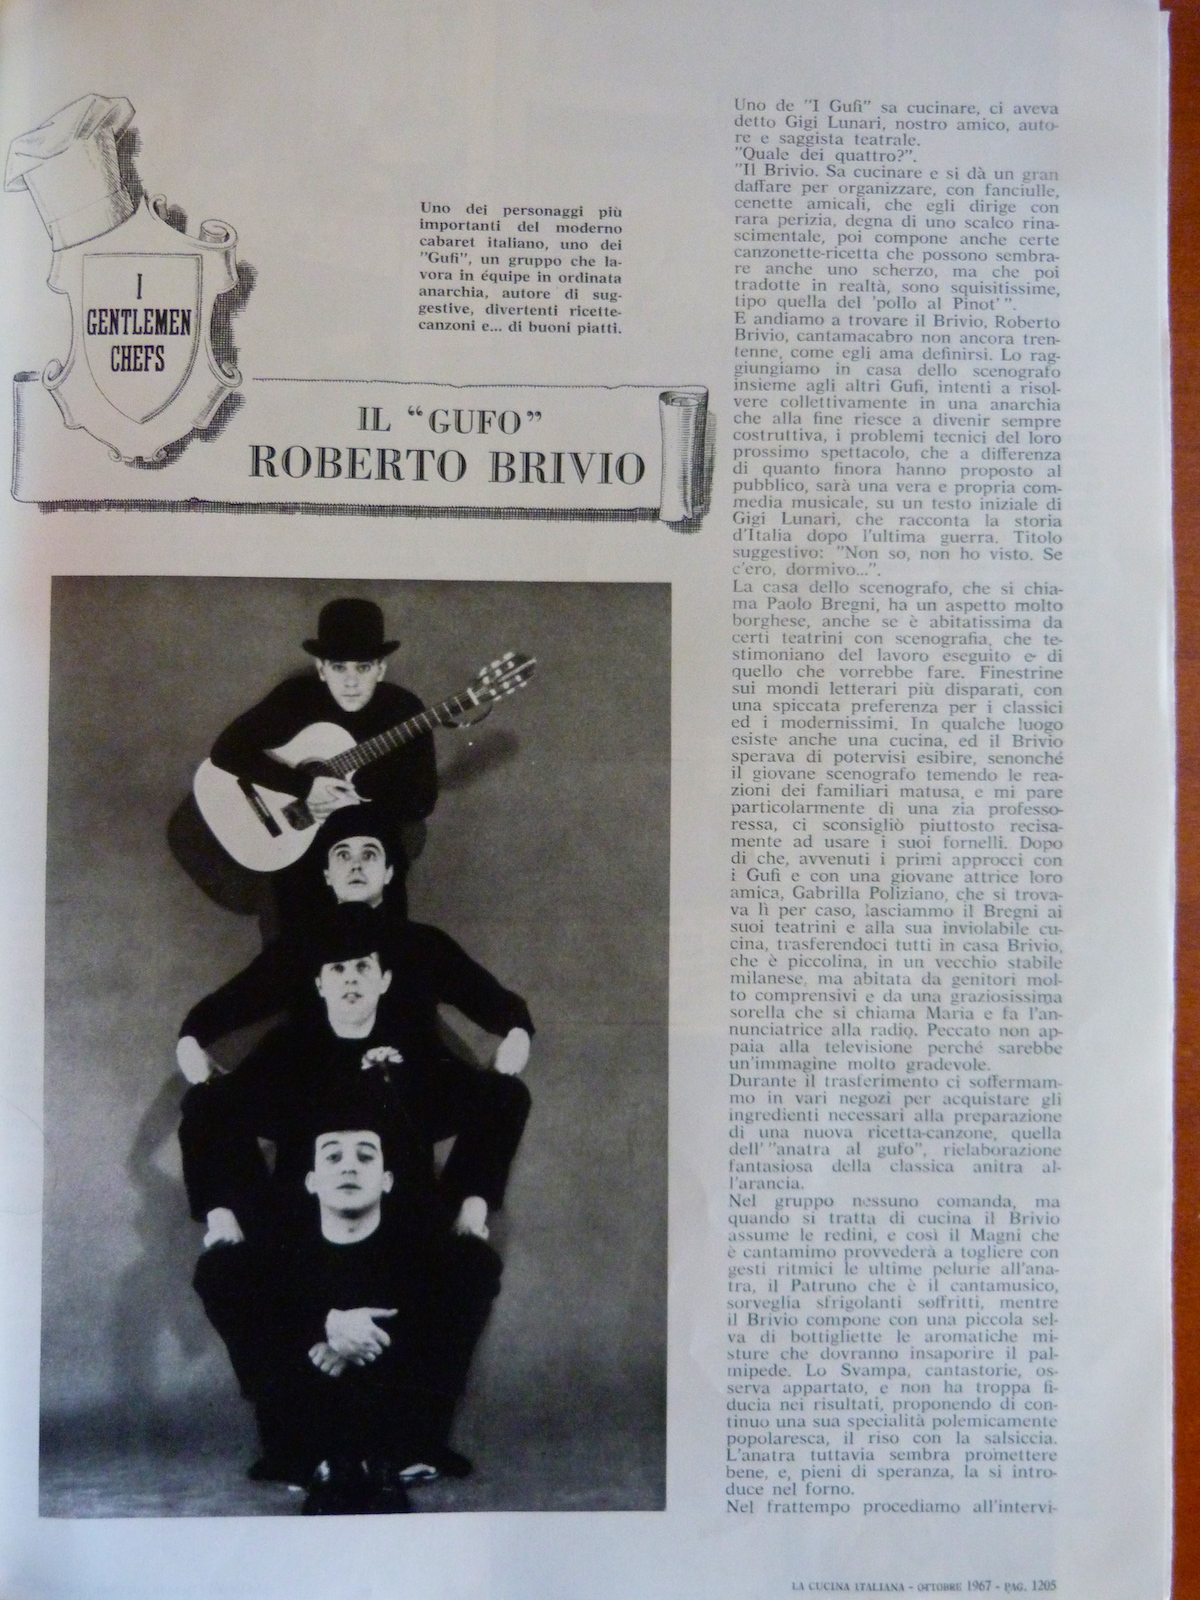 I
GENTLEMEN
CHEFS
Uno dei personaggi più
importanti del moderno
cabaret italiano, uno dei
"Gufi", un gruppo che la-
vora in équipe in ordinata
anarchia, autore di sug-
gestive, divertenti ricette-
canzoni e... di buoni piatti.
IL “GUFO”
ROBERTO BRIVIO
Uno de "I Gufi" sa cucinare, ci aveva
detto Gigi Lunari, nostro amico, auto-
re e saggista teatrale.
"Quale dei quattro?".
"Il Brivio. Sa cucinare e si dà un gran
daffare per organizzare, con fanciulle,
cenette amicali, che egli dirige con
rara perizia, degna di uno scalco rina-
scimentale, poi compone anche certe
canzonette-ricetta che possono sembra-
re anche uno scherzo, ma che poi
tradotte in realtà, sono squisitissime,
tipo quella del 'pollo al Pinot' ".
E andiamo a trovare il Brivio, Roberto
Brivio, cantamacabro non ancora tren-
tenne, come egli ama definirsi. Lo rag-
giungiamo in casa dello scenografo
insieme agli altri Gufi, intenti a risol-
vere collettivamente in una anarchia
che alla fine riesce a divenir sempre
costruttiva, i problemi tecnici del loro
prossimo spettacolo, che a differenza
di quanto finora hanno proposto al
pubblico, sarà una vera e propria com-
media musicale, su un testo iniziale di
Gigi Lunari, che racconta la storia
d'Italia dopo l'ultima guerra. Titolo
suggestivo: "Non so, non ho visto. Se
c'ero, dormivo...".
La casa dello scenografo, che si chia-
ma Paolo Bregni, ha un aspetto molto
borghese, anche se è abitatissima da
certi teatrini con scenografia, che te-
stimoniano del lavoro eseguito e di
quello che vorrebbe fare. Finestrine
sui mondi letterari più disparati, con
una spiccata preferenza per i classici
ed i modernissimi. In qualche luogo
esiste anche una cucina, ed il Brivio
sperava di potervisi esibire, senonché
il giovane scenografo temendo le rea-
zioni dei familiari matusa, e mi pare
particolarmente di una zia professo-
ressa, ci sconsigliò piuttosto recisa-
mente ad usare i suoi fornelli. Dopo
di che, avvenuti i primi approcci con
i Gufi e con una giovane attrice loro
amica, Gabrilla Poliziano, che si trova-
va lì per caso, lasciammo il Bregni ai
suoi teatrini e alla sua inviolabile cu-
cina, trasferendoci tutti in casa Brivio,
che è piccolina, in un vecchio stabile
milanese, ma abitata da genitori mol-
to comprensivi e da una graziosissima
sorella che si chiama Maria e fa l'an-
nunciatrice alla radio. Peccato non ap-
paia alla televisione perché sarebbe
un'immagine molto gradevole.
Durante il trasferimento ci soffermam-
mo in vari negozi per acquistare gli
ingredienti necessari alla preparazione
di una nuova ricetta-canzone, quella
dell' "anatra al gufo", rielaborazione
fantasiosa della classica anitra al-
l'arancia.
Nel gruppo nessuno comanda, ma
quando si tratta di cucina il Brivio
assume le redini, e così il Magni che
è cantamimo provvederà a togliere con
gesti ritmici le ultime pelurie all'ana-
tra, il Patruno che è il cantamusico,
sorveglia sfrigolanti soffritti, mentre
il Brivio compone con una piccola sel-
va di bottigliette le aromatiche mi-
sture che dovranno insaporire il pal-
mipede. Lo Svampa, cantastorie, os-
serva appartato, e non ha troppa fi-
ducia nei risultati, proponendo di con-
tinuo una sua specialità polemicamente
popolaresca, il riso con la salsiccia.
L'anatra tuttavia sembra promettere
bene, e, pieni di speranza, la si intro-
duce nel forno.
Nel frattempo procediamo all'intervi-
LA CUCINA ITALIANA - OTTOBRE 1967 - PAG. 1205